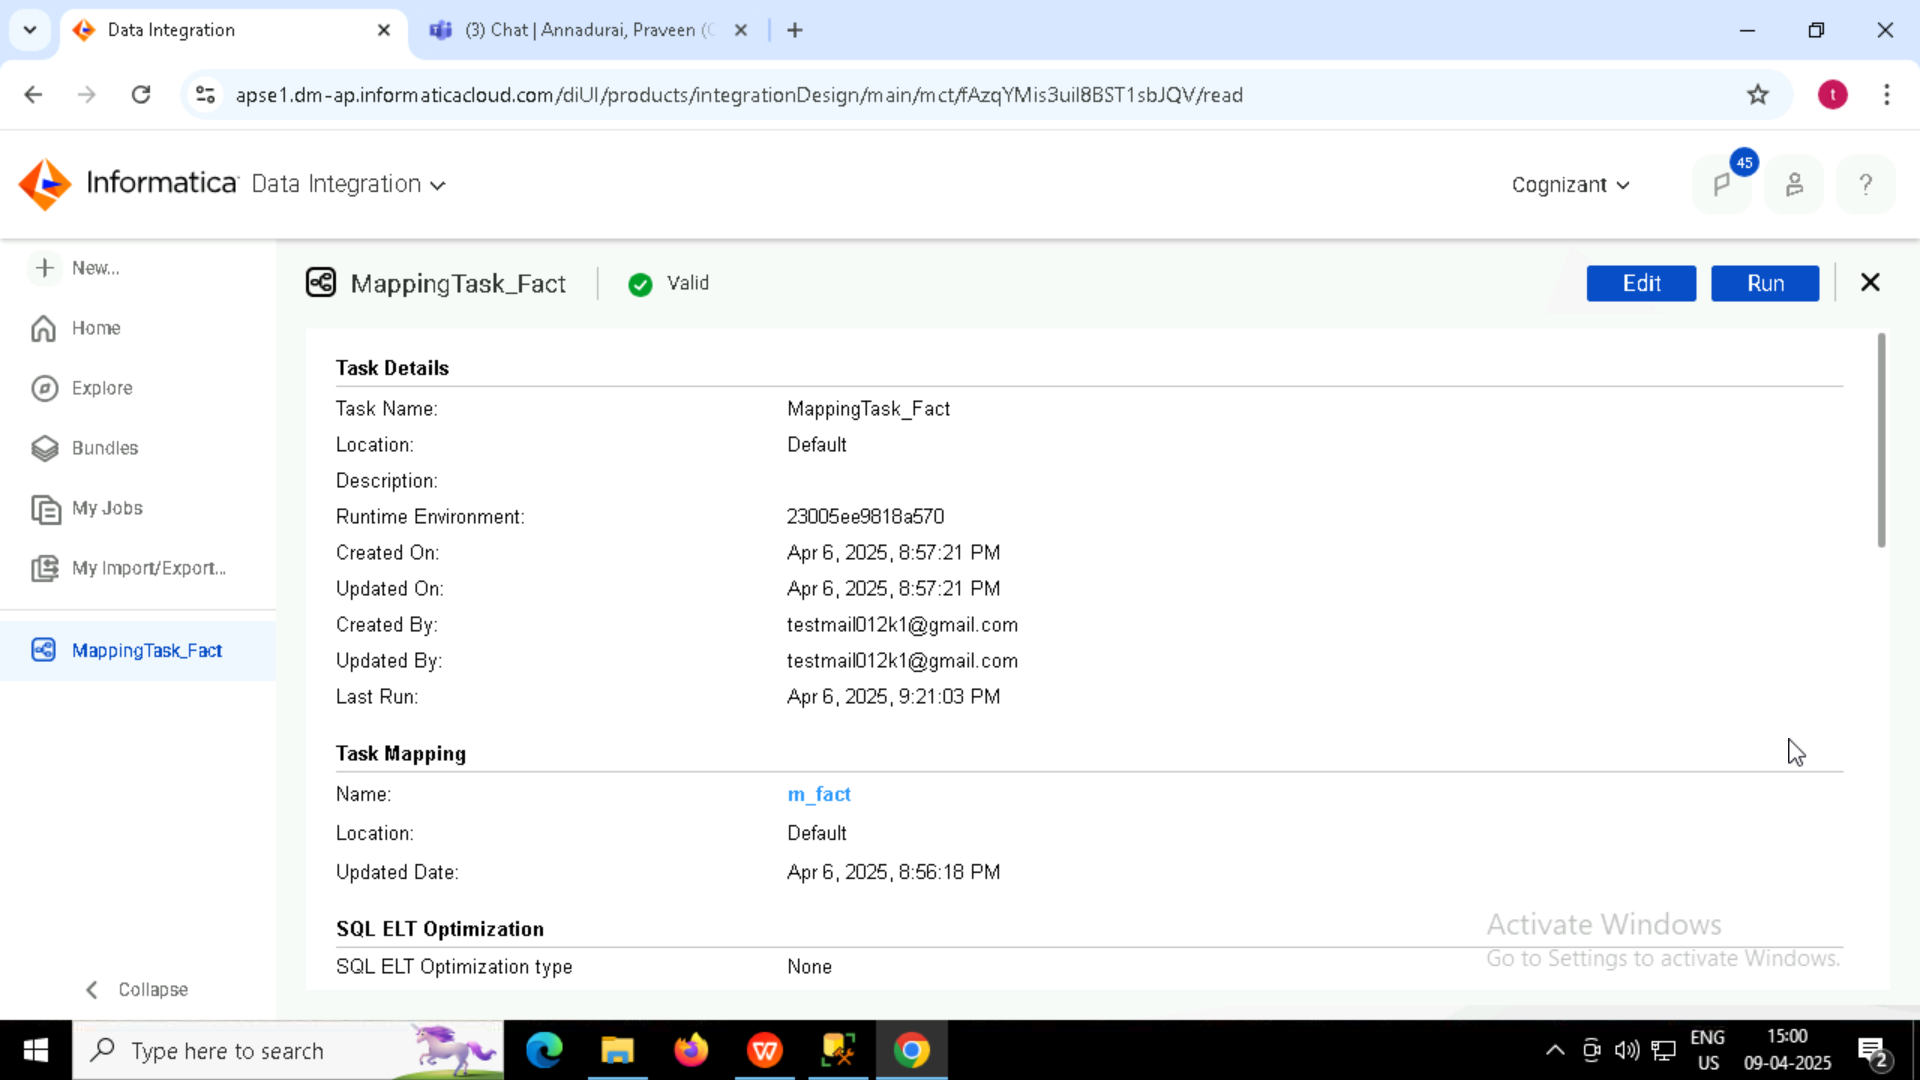 Data Integration
(3) Chat | Annadurai, Praveen (C
apse1.dm-ap.informaticacloud.com/diUI/products/integrationDesign/main/mct/fAzqYMis3uil8BST1sbJQV/read
t
Informatica Data Integration
Cognizant
45
?
New...
Home
Explore
Bundles
My Jobs
My Import/Export...
MappingTask_Fact
Collapse
MappingTask_Fact Valid
Edit Run
Task Details
Task Name: MappingTask_Fact
Location: Default
Description:
Runtime Environment: 23005ee9818a570
Created On: Apr 6, 2025, 8:57:21 PM
Updated On: Apr 6, 2025, 8:57:21 PM
Created By: testmail012k1@gmail.com
Updated By: testmail012k1@gmail.com
Last Run: Apr 6, 2025, 9:21:03 PM
Task Mapping
Name: m_fact
Location: Default
Updated Date: Apr 6, 2025, 8:56:18 PM
SQL ELT Optimization
SQL ELT Optimization type None
Activate Windows
Go to Settings to activate Windows.
Type here to search
ENG
US
15:00
09-04-2025
2